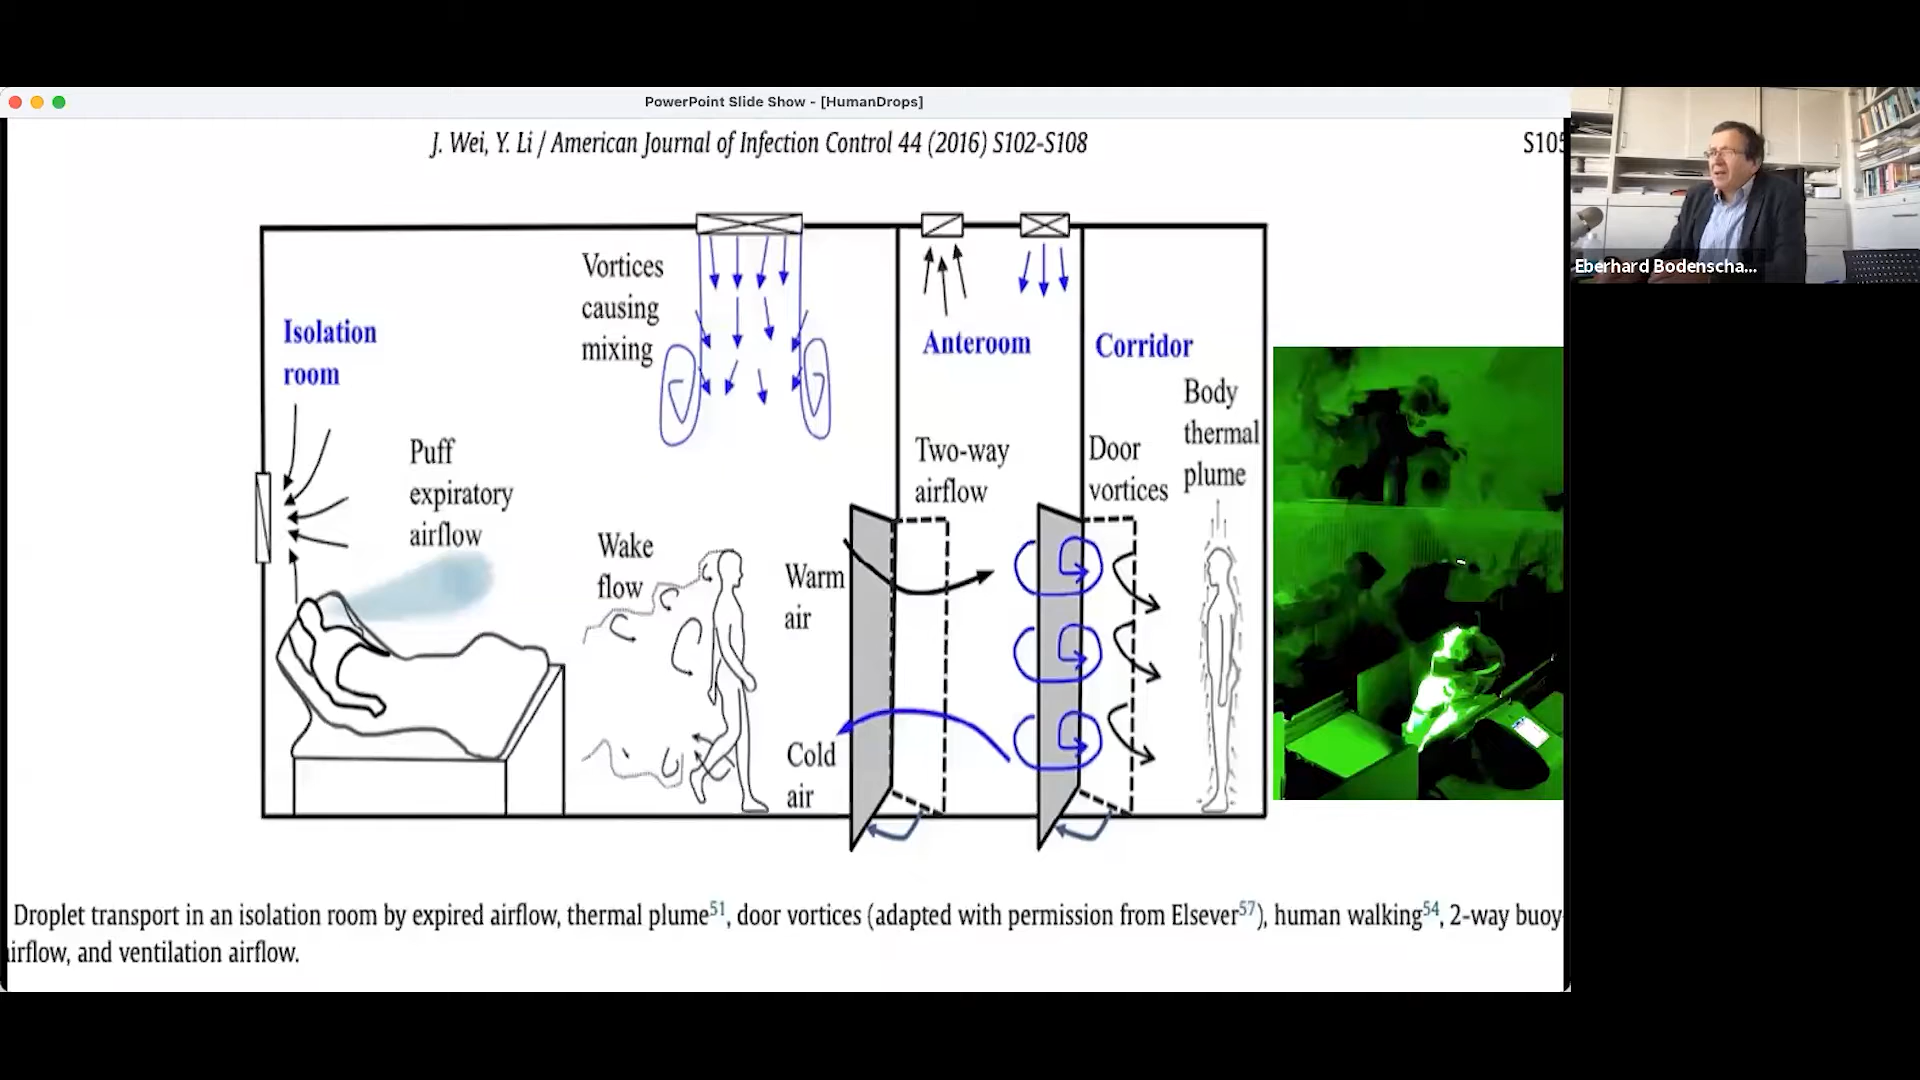 PowerPoint Slide Show - [HumanDrops]
J. Wei, Y. Li / American Journal of Infection Control 44 (2016) S102-S108
S105
Eberhard Bodenscha...
Vortices
causing
mixing
Isolation
room
Anteroom
Corridor
Body
thermal
plume
Puff
expiratory
airflow
Two-way
airflow
Door
vortices
Wake
flow
Warm
air
Cold
air
Droplet transport in an isolation room by expired airflow, thermal plume51, door vortices (adapted with permission from Elsever57), human walking54, 2-way buoy
irflow, and ventilation airflow.